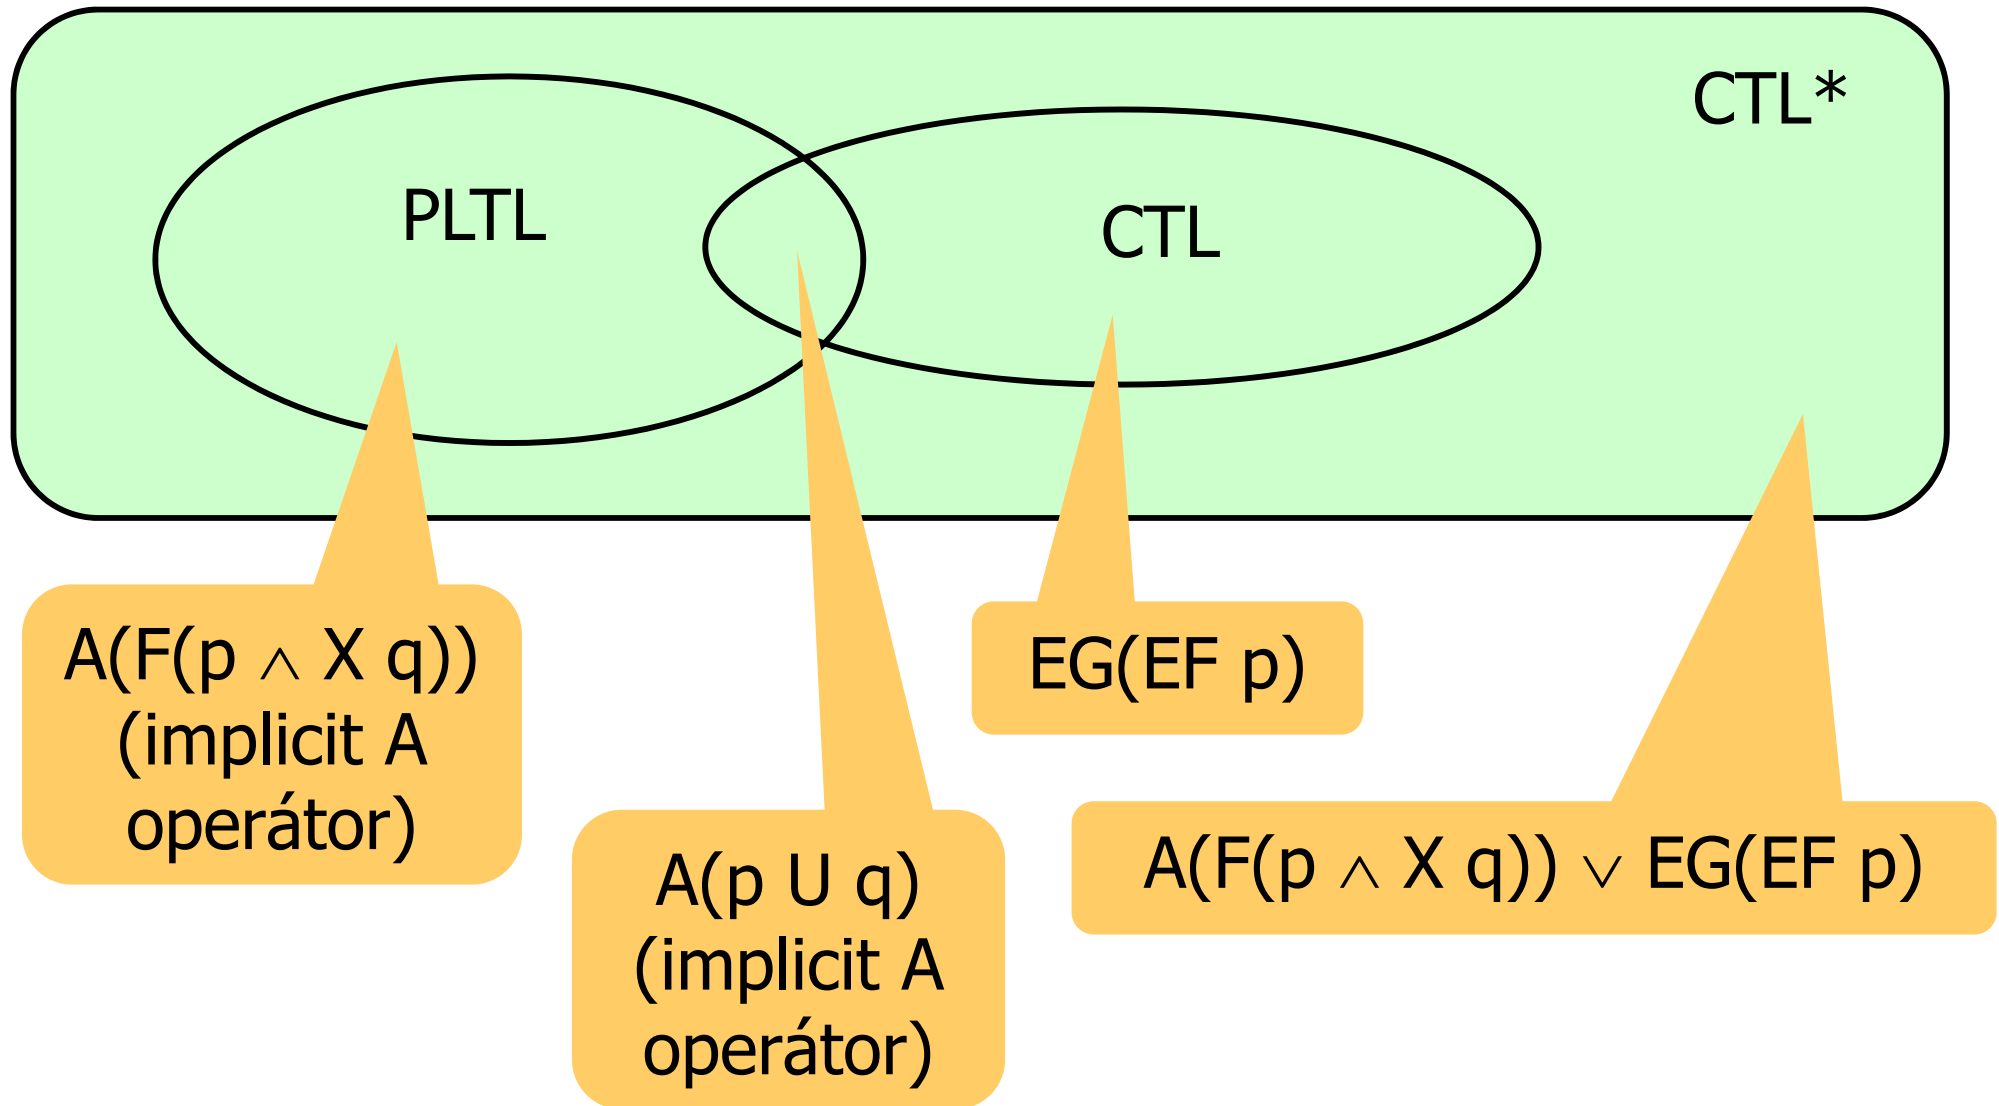 CTL*
PLTL
CTL
A(F(p ∧ X q))
(implicit A
operátor)
A(p U q)
(implicit A
operátor)
EG(EF p)
A(F(p ∧ X q)) ∨ EG(EF p)